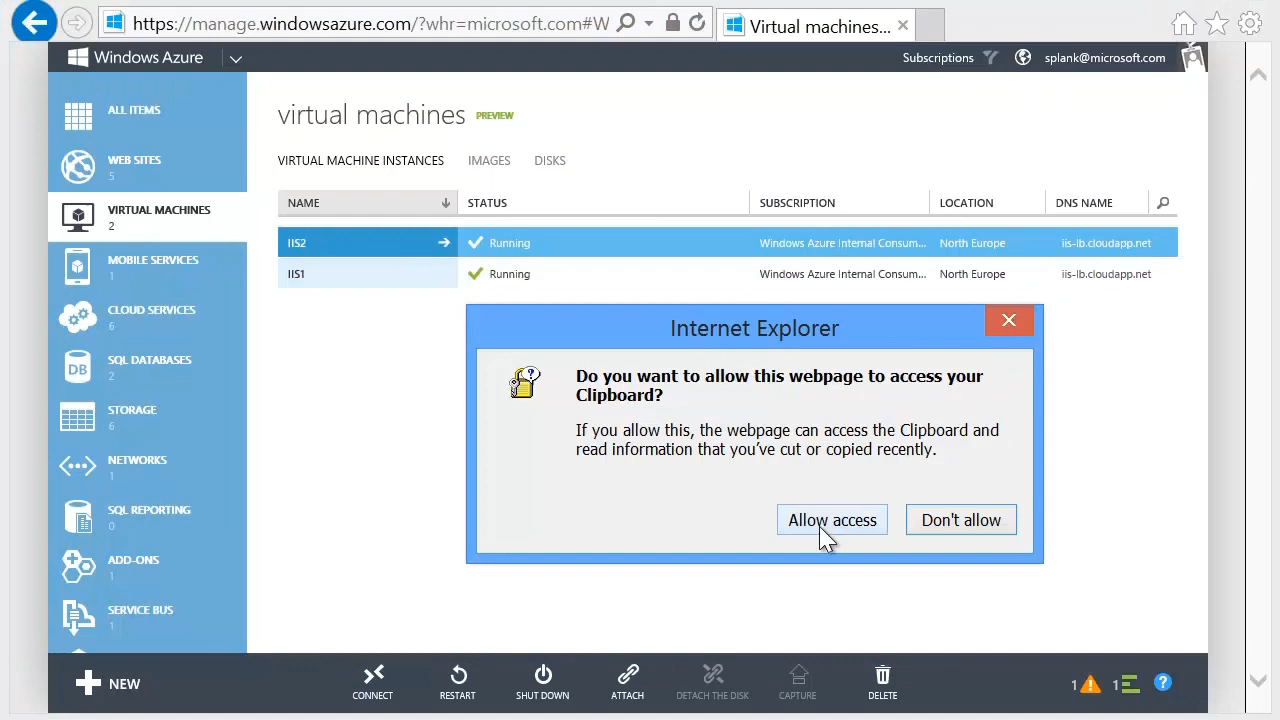 https://manage.windowsazure.com/?whr=microsoft.com#W
Virtual machines...
Windows Azure
Subscriptions
splank@microsoft.com
ALL ITEMS
WEB SITES
5
VIRTUAL MACHINES
2
MOBILE SERVICES
1
CLOUD SERVICES
6
SQL DATABASES
2
STORAGE
6
NETWORKS
1
SQL REPORTING
0
ADD-ONS
1
SERVICE BUS
1
DB
virtual machines PREVIEW
VIRTUAL MACHINE INSTANCES IMAGES DISKS
NAME STATUS SUBSCRIPTION LOCATION DNS NAME
IIS2 Running Windows Azure Internal Consum... North Europe iis-lb.cloudapp.net
IIS1 Running Windows Azure Internal Consum... North Europe iis-lb.cloudapp.net
Internet Explorer
Do you want to allow this webpage to access your
Clipboard?
If you allow this, the webpage can access the Clipboard and
read information that you've cut or copied recently.
Allow access Don't allow
NEW
CONNECT RESTART SHUT DOWN ATTACH DETACH THE DISK CAPTURE DELETE
1 1 ?